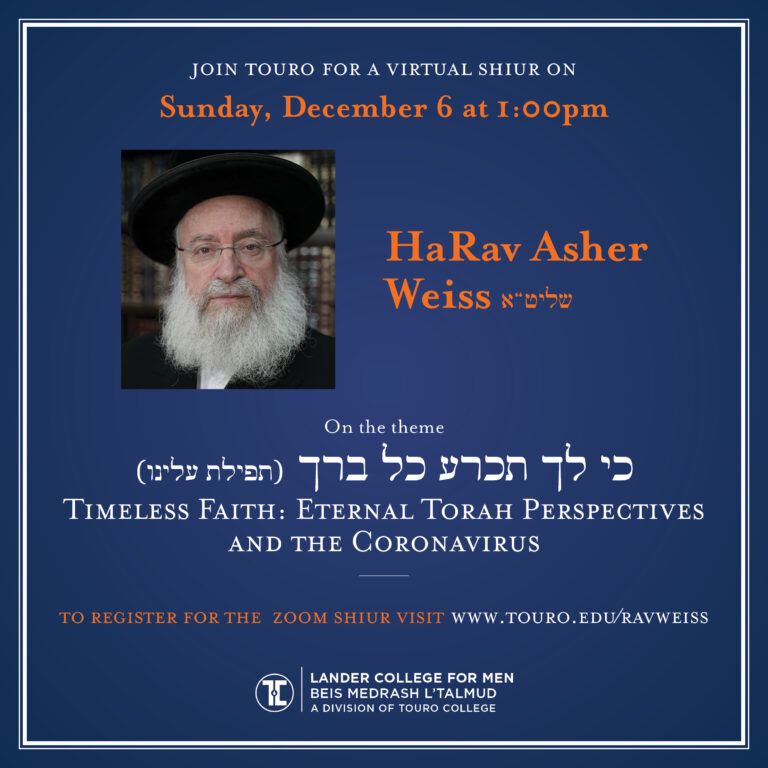 JOIN TOURO FOR A VIRTUAL SHIUR ON
Sunday, December 6 at 1:00pm
HaRav Asher
Weiss שליט״א
On the theme
כי לך תכרע כל ברך (תפילת עלינו)
TIMELESS FAITH: ETERNAL TORAH PERSPECTIVES
AND THE CORONAVIRUS
TO REGISTER FOR THE ZOOM SHIUR VISIT WWW.TOURO.EDU/RAVWEISS
LANDER COLLEGE FOR MEN
BEIS MEDRASH L'TALMUD
A DIVISION OF TOURO COLLEGE